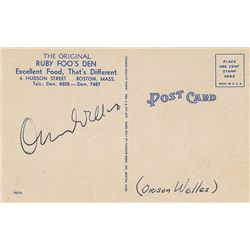 THE ORIGINAL
RUBY FOO'S DEN
Excellent Food, That's Different
6 HUDSON STREET BOSTON, MASS.
Tels.: Dev. 8808—Dev. 7487
POST CARD
PLACE
ONE CENT
STAMP
HERE
Orson Welles
(Orson Welles)